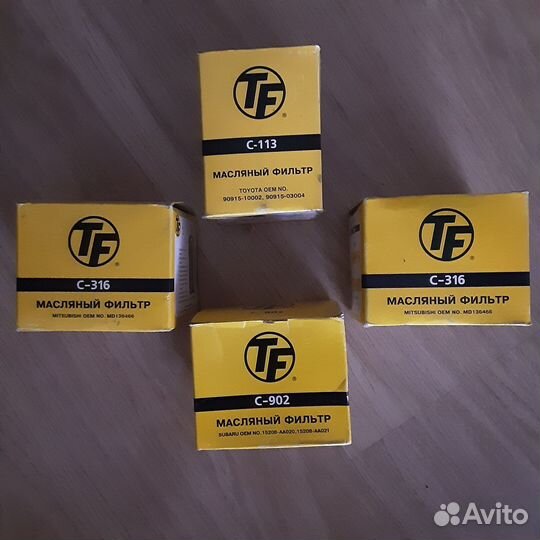 TF
®
C-113
МАСЛЯНЫЙ ФИЛЬТР
TOYOTA OEM NO.
90915-10002, 90915-03004
TF
®
C-316
МАСЛЯНЫЙ ФИЛЬТР
MITSUBISHI OEM NO. MD136466
TF
®
C-316
МАСЛЯНЫЙ ФИЛЬТР
MITSUBISHI OEM NO. MD136466
TF
®
C-902
МАСЛЯНЫЙ ФИЛЬТР
SUBARU OEM NO. 15208-AA020, 15208-AA021
Avito